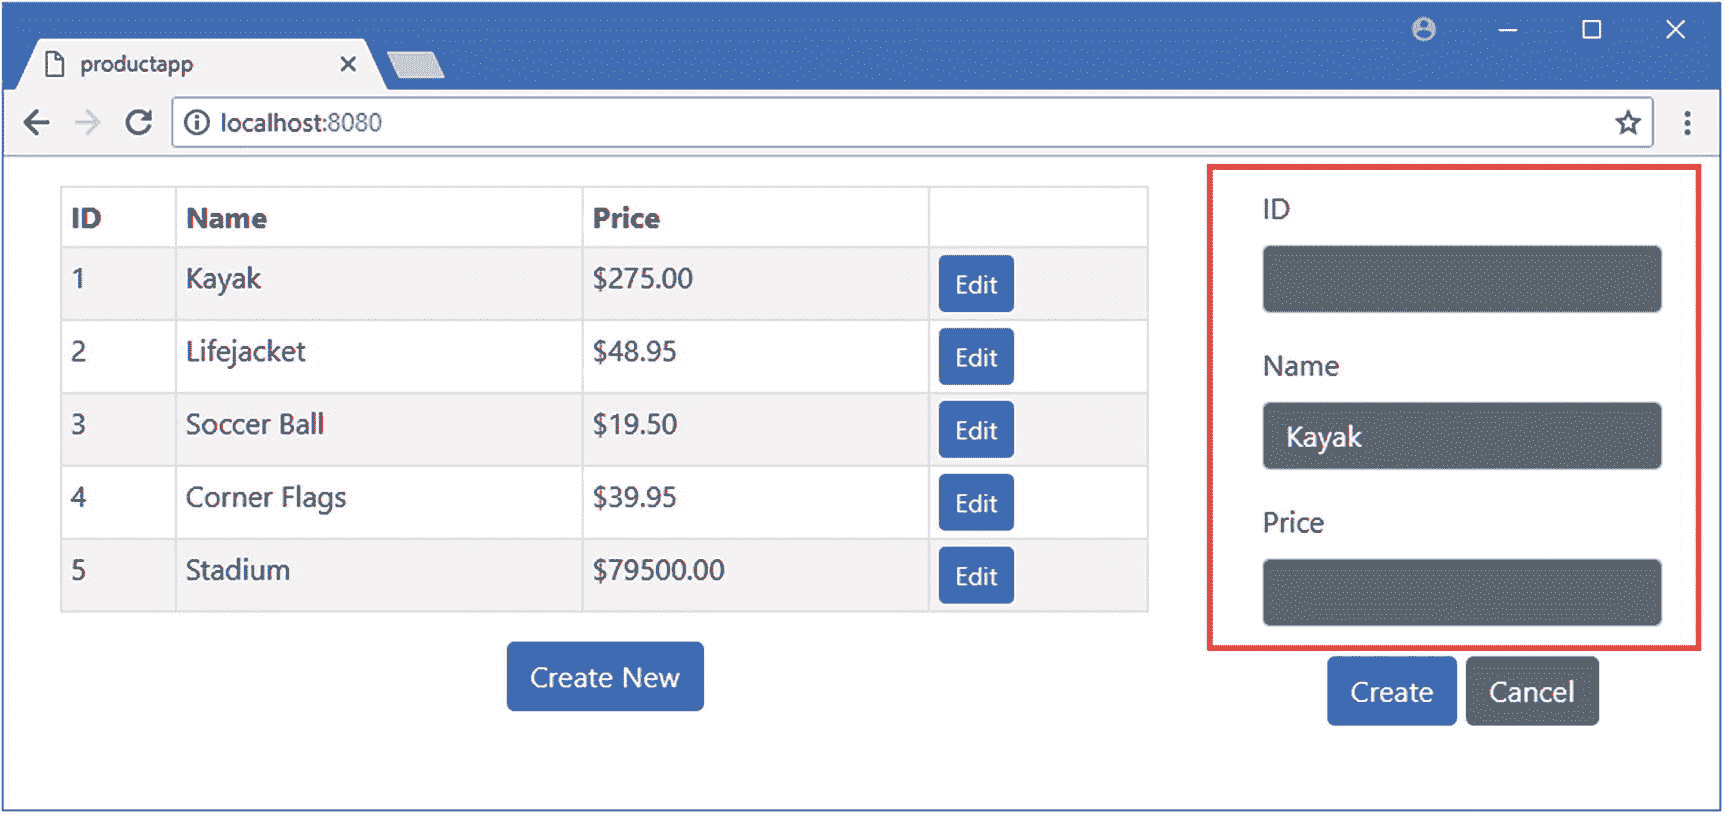 productapp
localhost:8080
ID Name Price
1 Kayak $275.00 Edit
2 Lifejacket $48.95 Edit
3 Soccer Ball $19.50 Edit
4 Corner Flags $39.95 Edit
5 Stadium $79500.00 Edit
Create New
ID
Name
Kayak
Price
Create Cancel